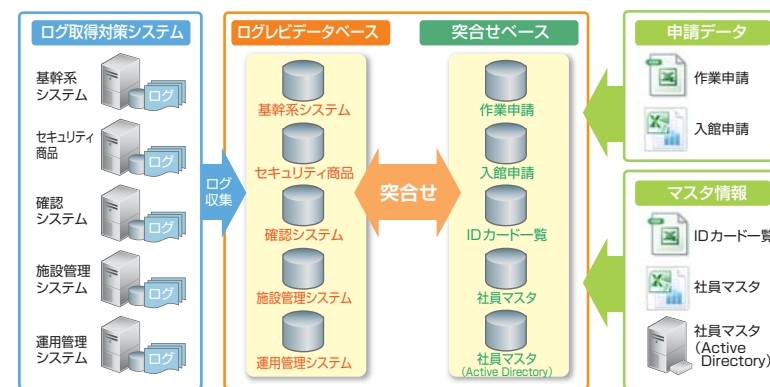 ログ取得対策システム
基幹系
システム
ログ
セキュリティ
商品
ログ
確認
システム
ログ
施設管理
システム
ログ
運用管理
システム
ログ
ログ
収集
ログレビデータベース
基幹系システム
セキュリティ商品
確認システム
施設管理システム
運用管理システム
突合せ
突合せベース
作業申請
入館申請
IDカード一覧
社員マスタ
社員マスタ
(Active Directory)
申請データ
作業申請
入館申請
マスタ情報
IDカード一覧
社員マスタ
社員マスタ
(Active
Directory)